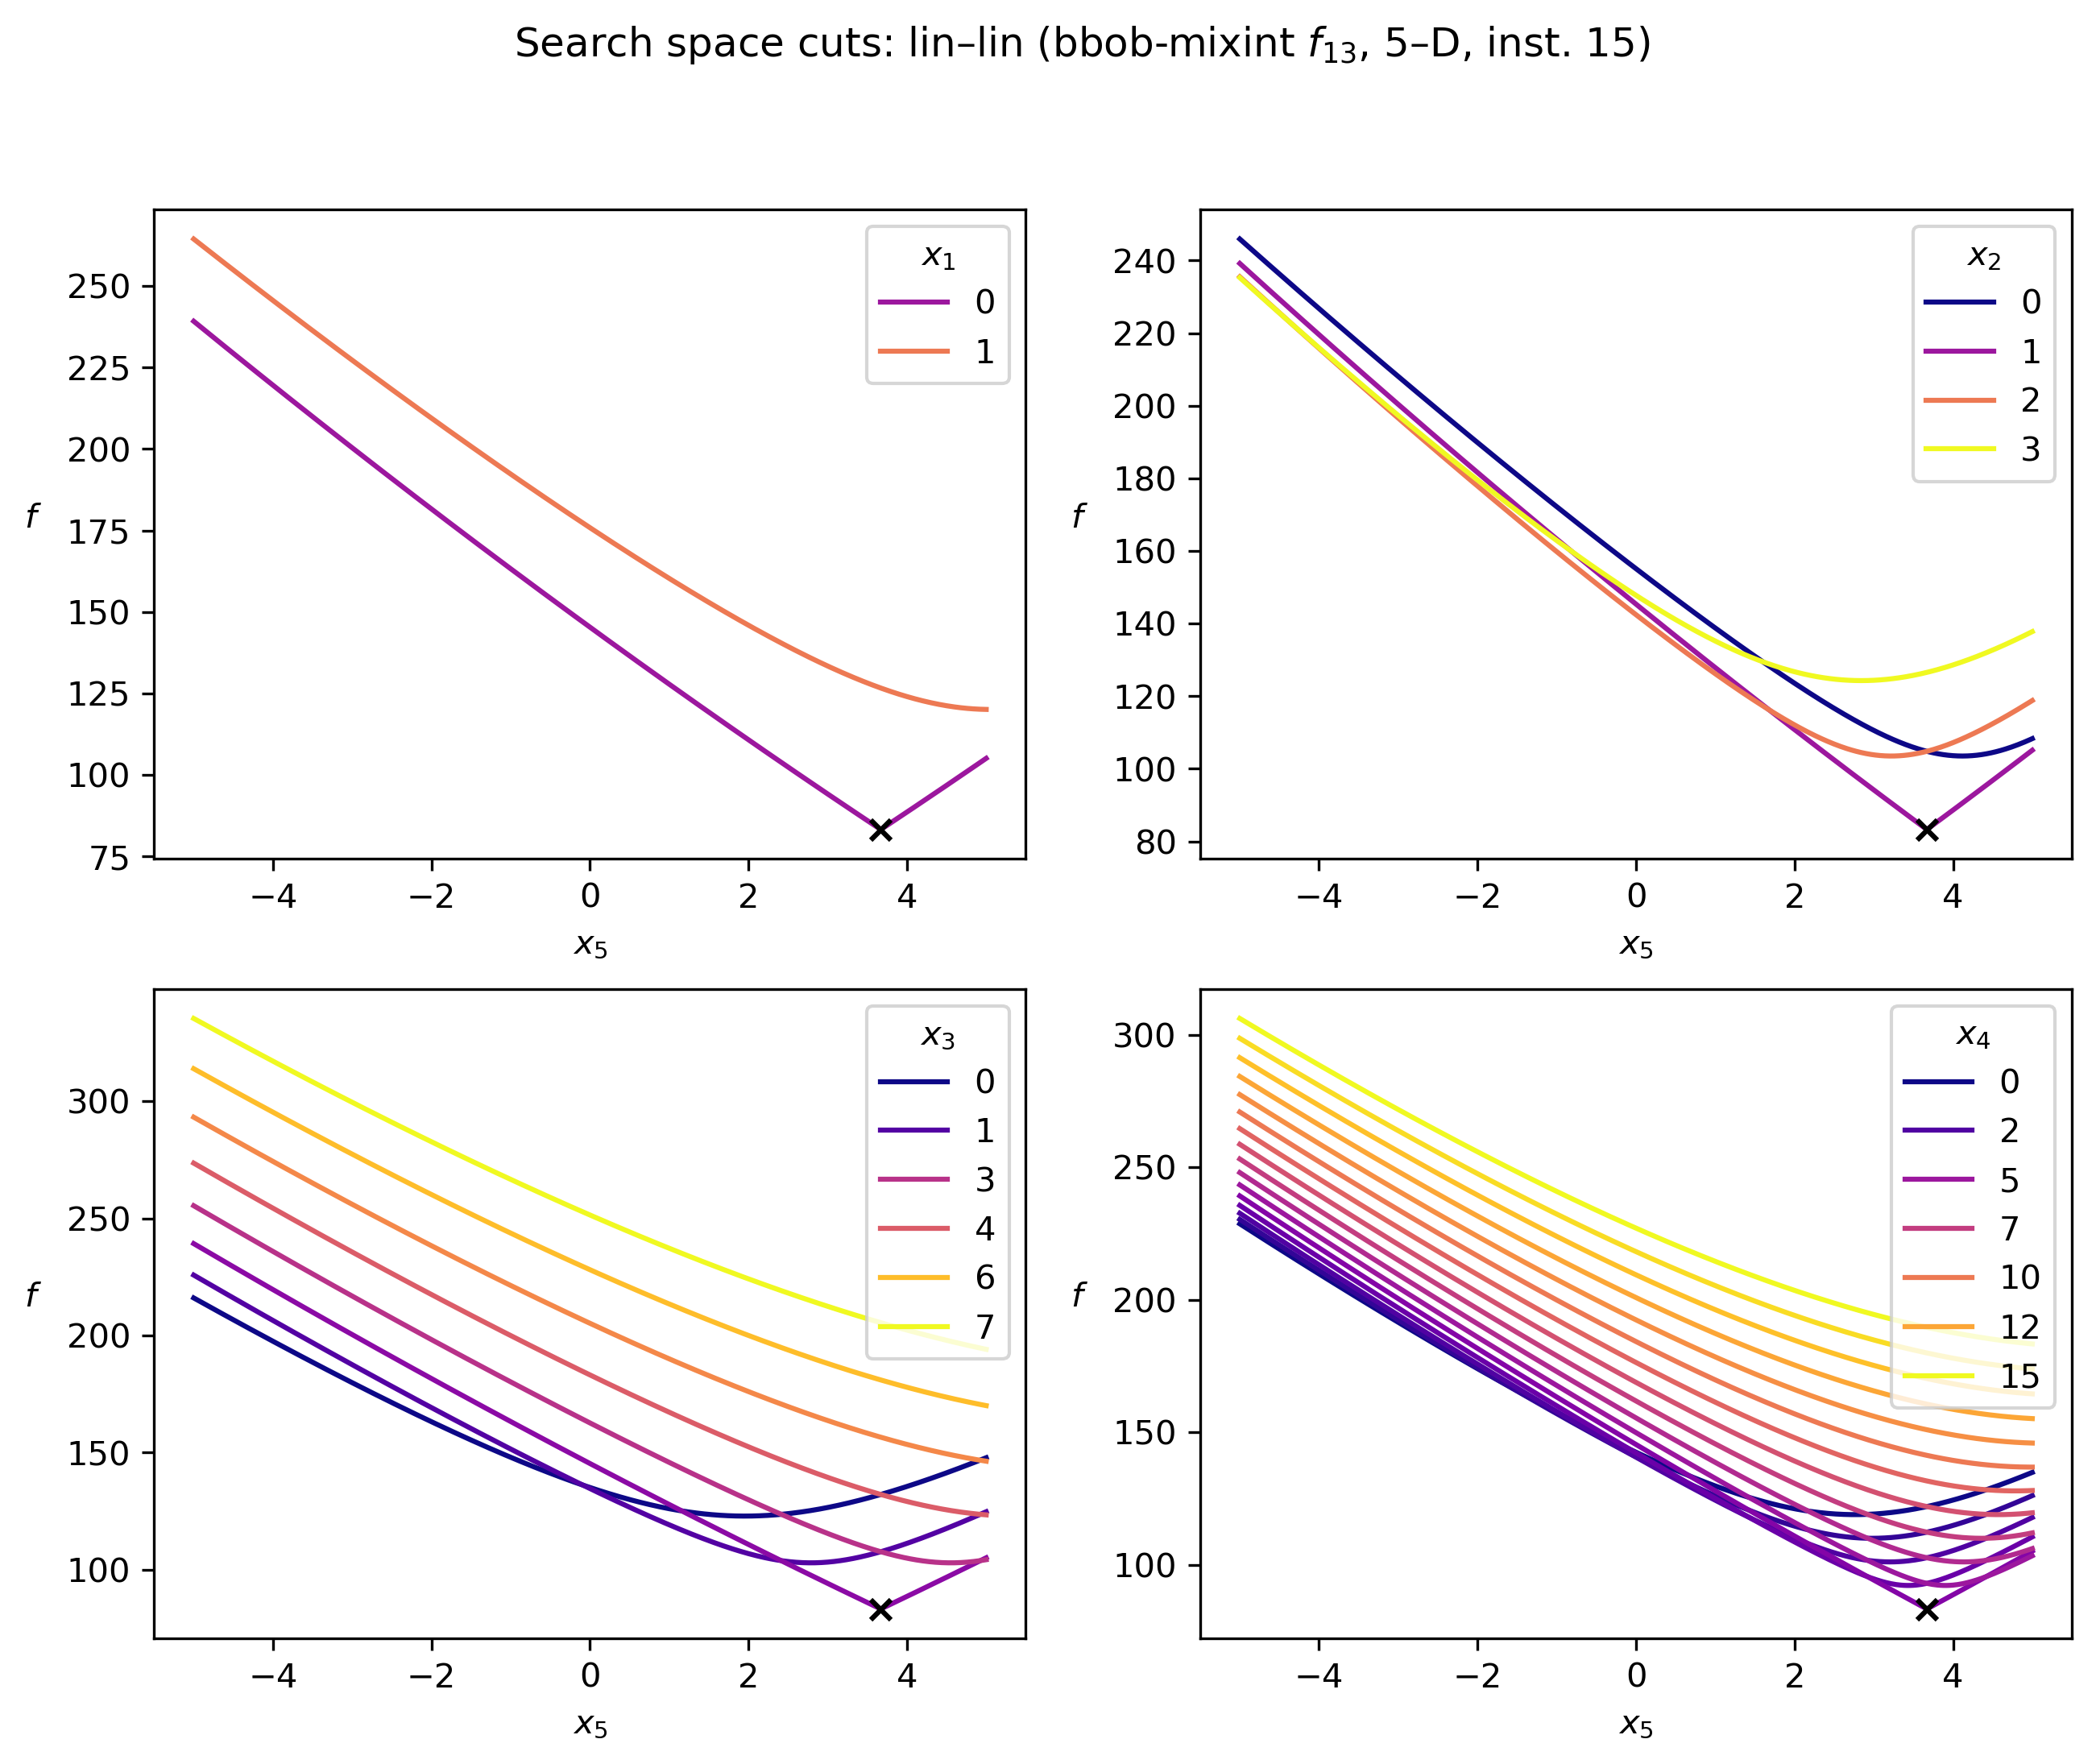 Search space cuts: lin–lin (bbob-mixint f₁₃, 5–D, inst. 15)
f
250
225
200
175
150
125
100
75
x₁
0
1
−4 −2 0 2 4
x₅
f
240
220
200
180
160
140
120
100
80
x₂
0
1
2
3
−4 −2 0 2 4
x₅
f
300
250
200
150
100
x₃
0
1
3
4
6
7
−4 −2 0 2 4
x₅
f
300
250
200
150
100
x₄
0
2
5
7
10
12
15
−4 −2 0 2 4
x₅